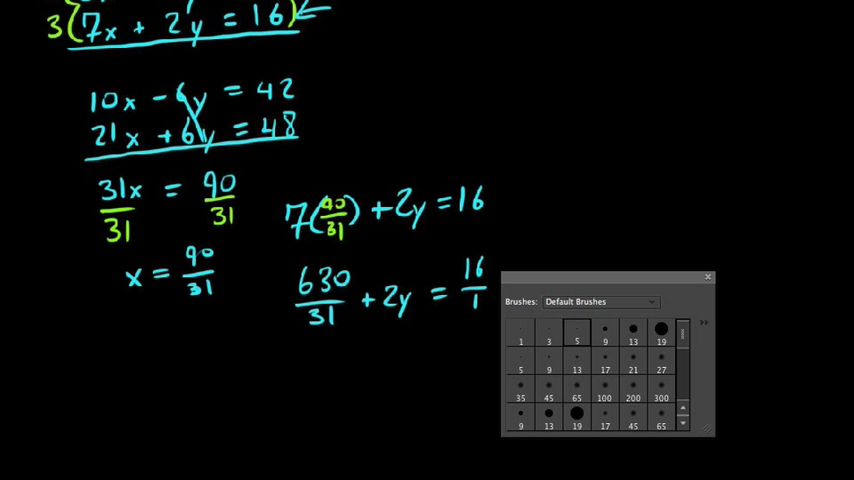 3(7x + 2y = 16)
10x - 6y = 42
21x + 6y = 48
31x = 90
31 31
x = 90/31
7(90/31) + 2y = 16
630/31 + 2y = 16/1
Brushes: Default Brushes
1 3 5 9 13 19
5 9 13 17 21 27
35 45 65 100 200 300
9 13 19 17 45 65